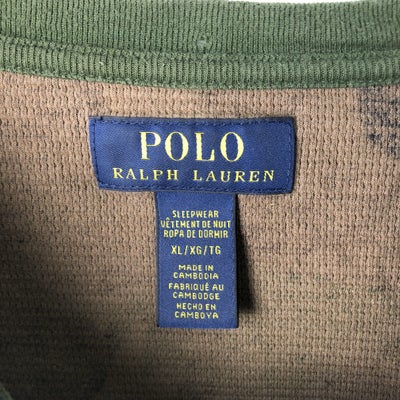 POLO
RALPH LAUREN
SLEEPWEAR
VÊTEMENT DE NUIT
ROPA DE DORMIR
XL/XG/TG
MADE IN
CAMBODIA
FABRIQUÉ AU
CAMBODGE
HECHO EN
CAMBOYA